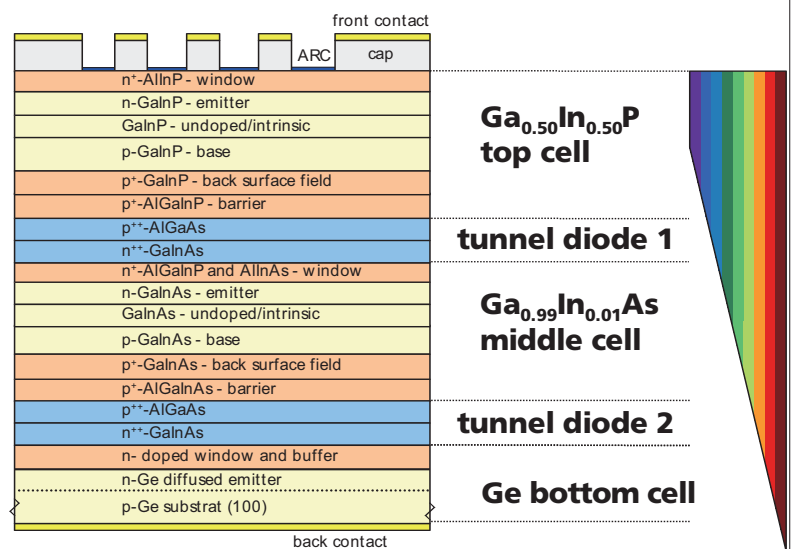 front contact
ARC
cap
n⁺-AlInP - window
n-GaInP - emitter
GaInP - undoped/intrinsic
p-GaInP - base
p⁺-GaInP - back surface field
p⁺-AlGaInP - barrier
p⁺⁺-AlGaAs
n⁺⁺-GaInAs
n⁺-AlGaInP and AlInAs - window
n-GaInAs - emitter
GaInAs - undoped/intrinsic
p-GaInAs - base
p⁺-GaInAs - back surface field
p⁺-AlGaInAs - barrier
p⁺⁺-AlGaAs
n⁺⁺-GaInAs
n- doped window and buffer
n-Ge diffused emitter
p-Ge substrat (100)
back contact
Ga₀.₅₀In₀.₅₀P
top cell
tunnel diode 1
Ga₀.₉₉In₀.₀₁As
middle cell
tunnel diode 2
Ge bottom cell